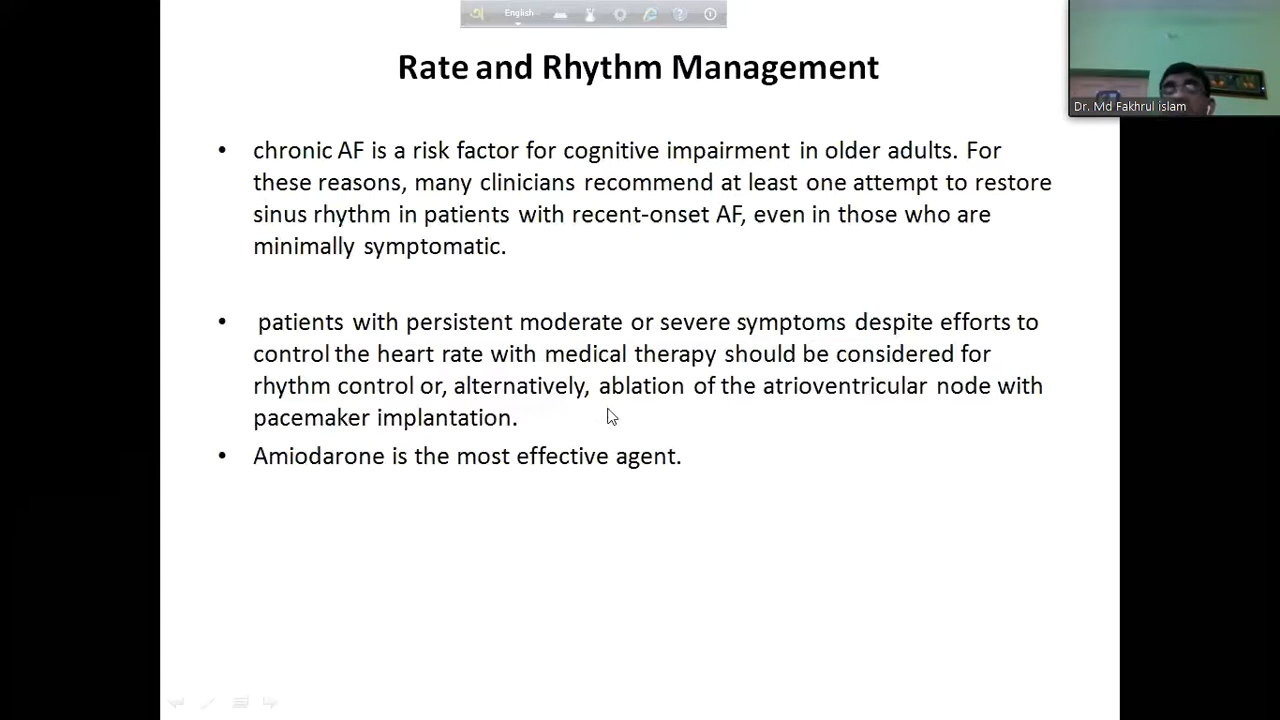 English
Rate and Rhythm Management
Dr. Md Fakhrul islam
• chronic AF is a risk factor for cognitive impairment in older adults. For
these reasons, many clinicians recommend at least one attempt to restore
sinus rhythm in patients with recent-onset AF, even in those who are
minimally symptomatic.
• patients with persistent moderate or severe symptoms despite efforts to
control the heart rate with medical therapy should be considered for
rhythm control or, alternatively, ablation of the atrioventricular node with
pacemaker implantation.
• Amiodarone is the most effective agent.